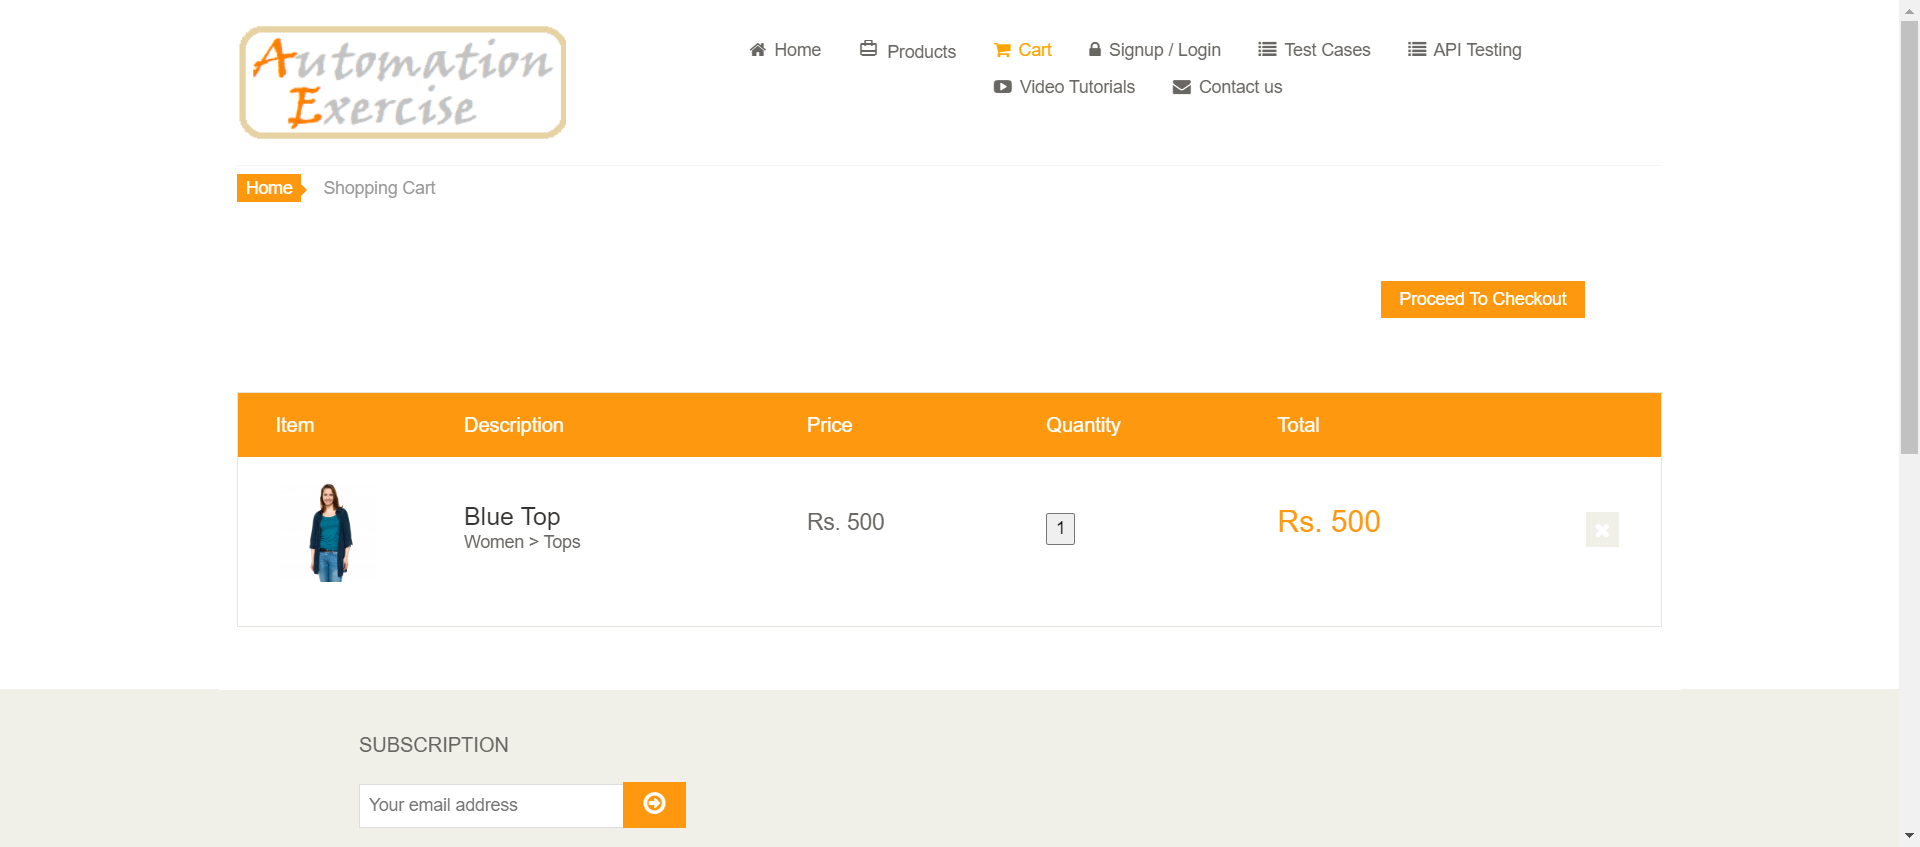 Automation
Exercise
Home
Products
Cart
Signup / Login
Test Cases
API Testing
Video Tutorials
Contact us
Home
Shopping Cart
Proceed To Checkout
Item
Description
Price
Quantity
Total
Blue Top
Women > Tops
Rs. 500
1
Rs. 500
SUBSCRIPTION
Your email address